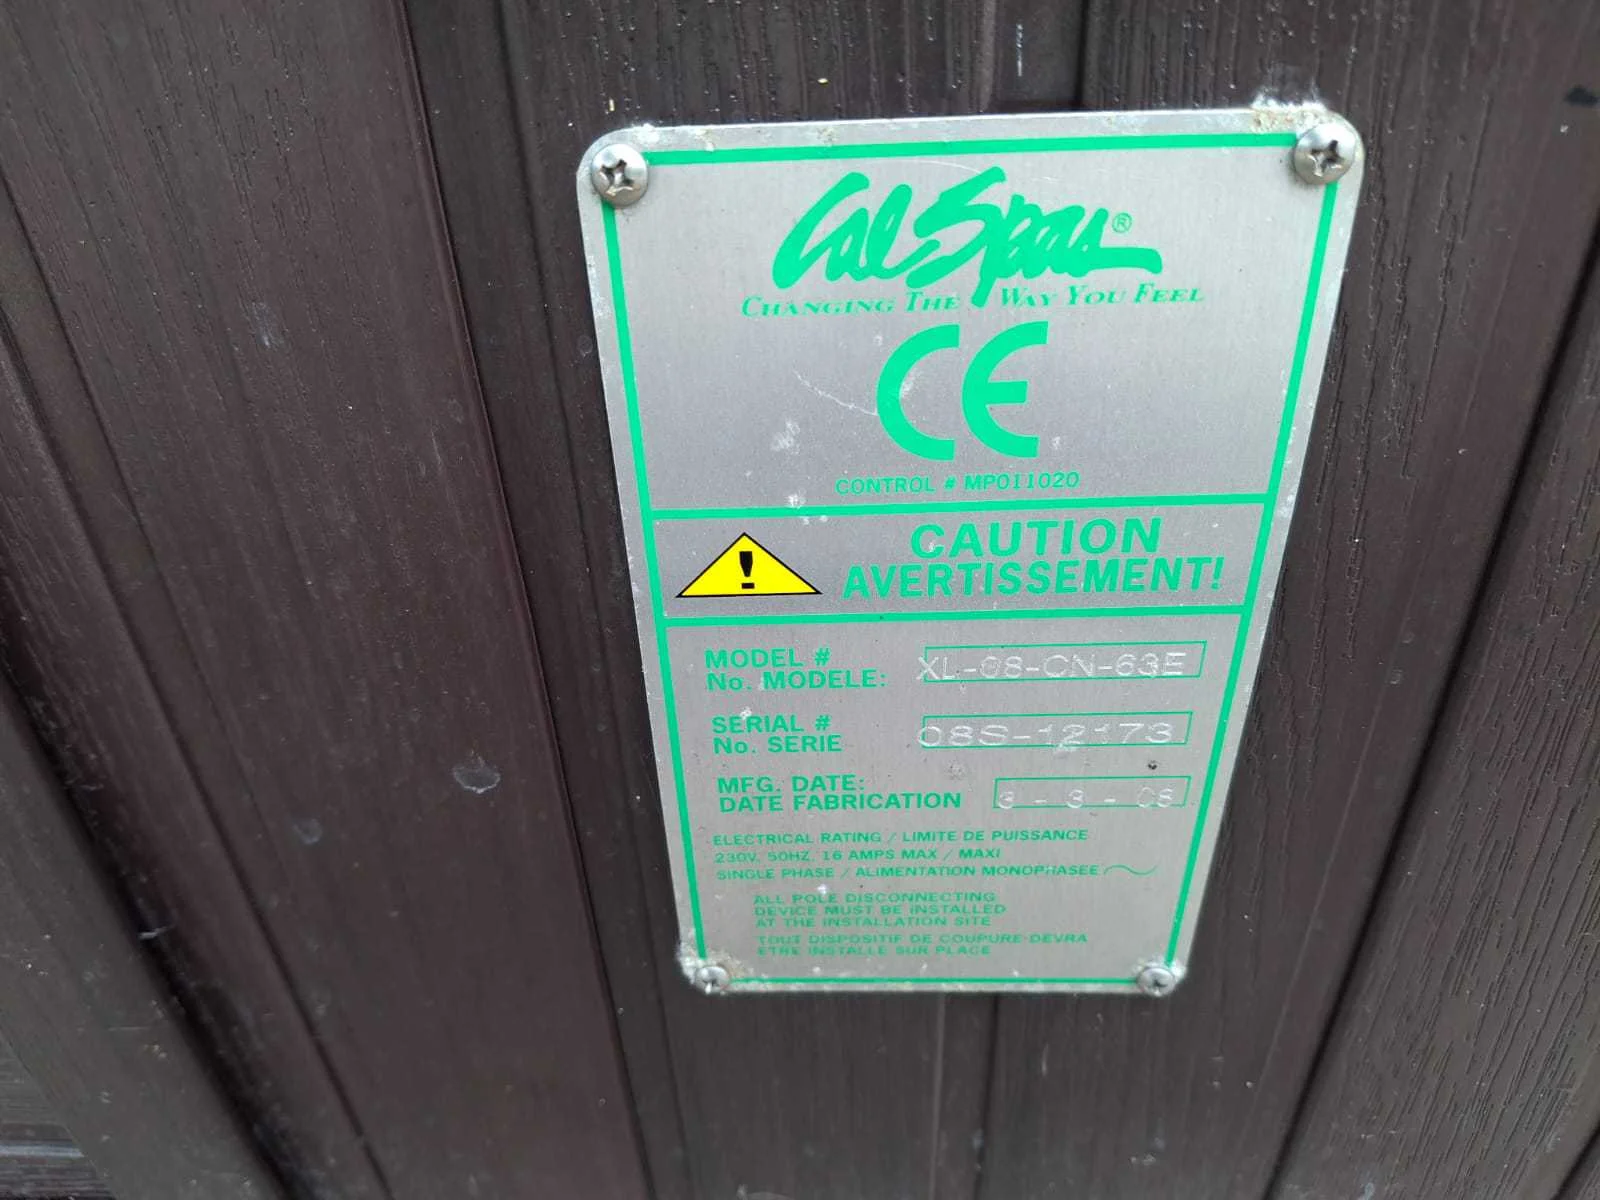 Cal Spas®
CHANGING THE WAY YOU FEEL
CE
CONTROL # MP011020
CAUTION
AVERTISSEMENT!
MODEL #
No. MODELE: XL-08-CN-63E
SERIAL #
No. SERIE 08S-12173
MFG. DATE:
DATE FABRICATION 3 - 3 - 08
ELECTRICAL RATING / LIMITE DE PUISSANCE
230V, 50HZ, 16 AMPS MAX / MAXI
SINGLE PHASE / ALIMENTATION MONOPHASEE
ALL POLE DISCONNECTING
DEVICE MUST BE INSTALLED
AT THE INSTALLATION SITE
TOUT DISPOSITIF DE COUPURE DEVRA
ETRE INSTALLE SUR PLACE